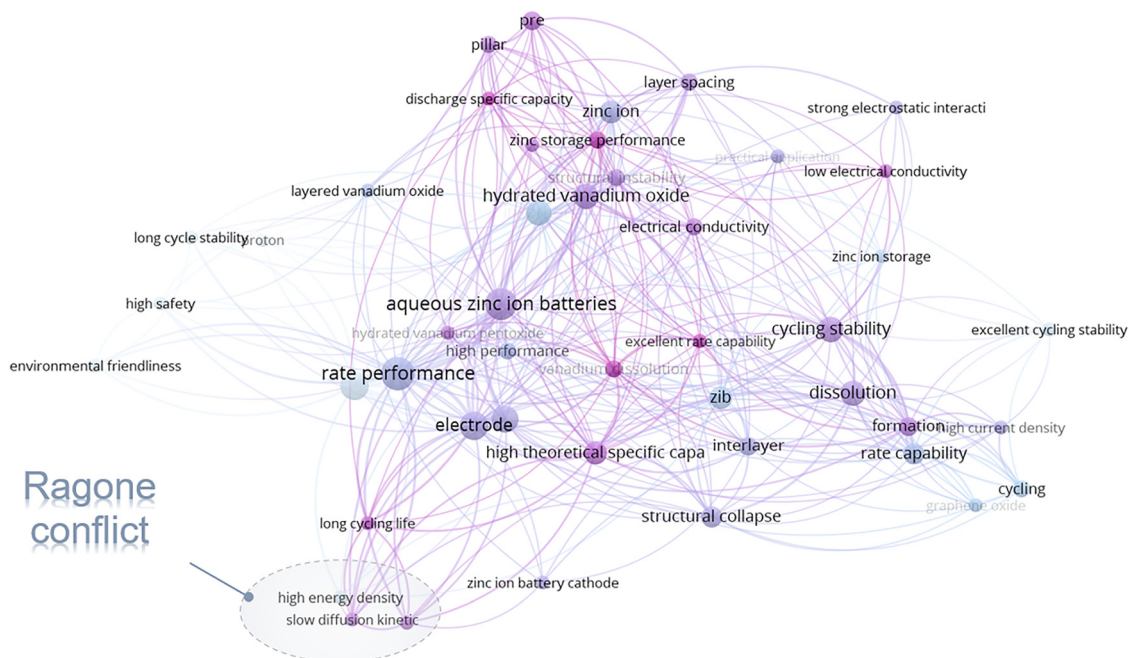 pre
pillar
layer spacing
discharge specific capacity
strong electrostatic interacti
zinc ion
zinc storage performance
practical application
low electrical conductivity
structural instability
layered vanadium oxide
hydrated vanadium oxide
electrical conductivity
long cycle stability
proton
zinc ion storage
high safety
aqueous zinc ion batteries
cycling stability
excellent cycling stability
hydrated vanadium pentoxide
excellent rate capability
high performance
environmental friendliness
rate performance
vanadium dissolution
dissolution
zib
electrode
formation
high current density
interlayer
high theoretical specific capa
rate capability
Ragone
conflict
cycling
graphene oxide
structural collapse
long cycling life
zinc ion battery cathode
high energy density
slow diffusion kinetic